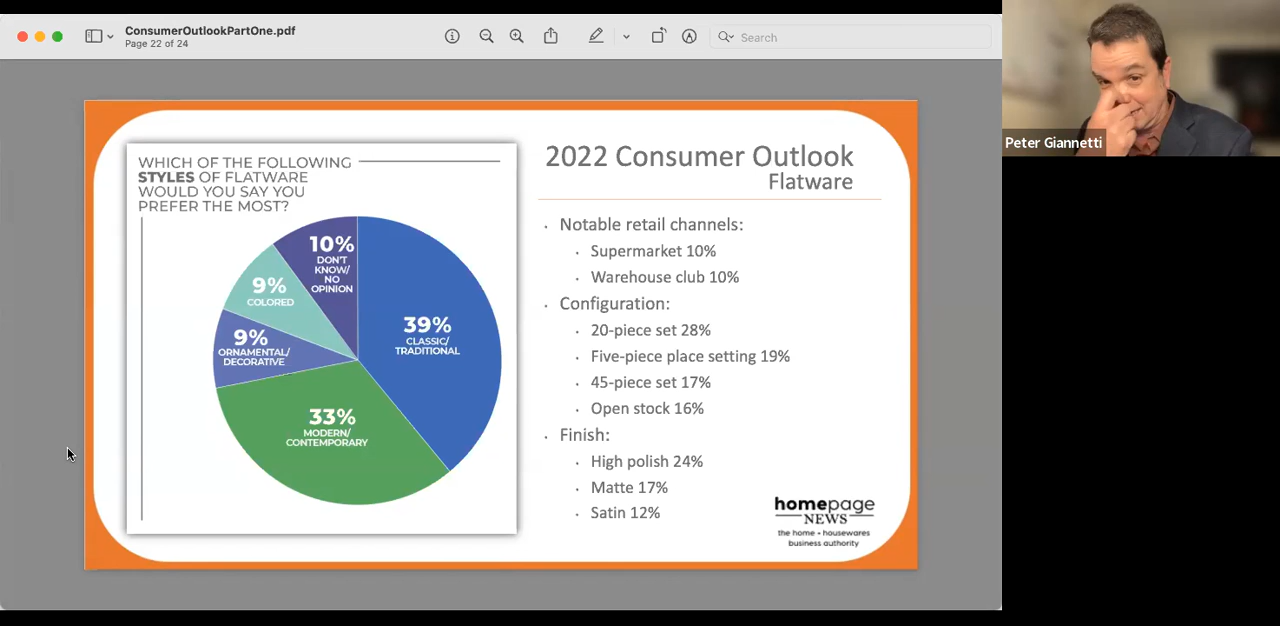 ConsumerOutlookPartOne.pdf
Page 22 of 24
Search
Peter Giannetti
WHICH OF THE FOLLOWING
STYLES OF FLATWARE
WOULD YOU SAY YOU
PREFER THE MOST?
10%
DON'T
KNOW/
NO
OPINION
9%
COLORED
9%
ORNAMENTAL/
DECORATIVE
39%
CLASSIC/
TRADITIONAL
33%
MODERN/
CONTEMPORARY
2022 Consumer Outlook
Flatware
· Notable retail channels:
· Supermarket 10%
· Warehouse club 10%
· Configuration:
· 20-piece set 28%
· Five-piece place setting 19%
· 45-piece set 17%
· Open stock 16%
· Finish:
· High polish 24%
· Matte 17%
· Satin 12%
homepage
NEWS
the home + housewares
business authority